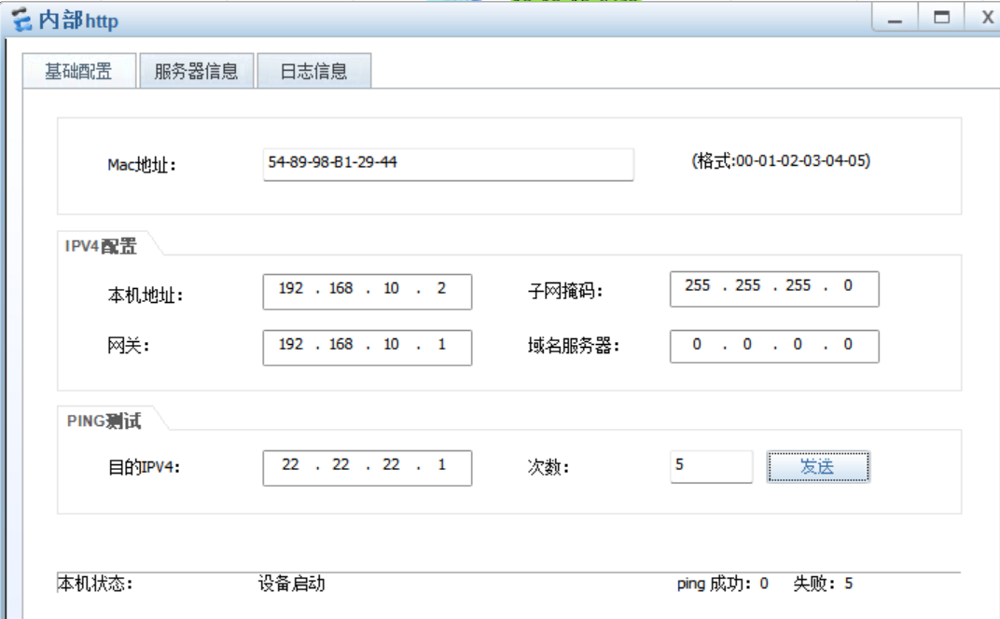 内部http
基础配置 服务器信息 日志信息
Mac地址: 54-89-98-B1-29-44 (格式:00-01-02-03-04-05)
IPV4配置
本机地址: 192 . 168 . 10 . 2 子网掩码: 255 . 255 . 255 . 0
网关: 192 . 168 . 10 . 1 域名服务器: 0 . 0 . 0 . 0
PING测试
目的IPV4: 22 . 22 . 22 . 1 次数: 5 发送
本机状态: 设备启动 ping 成功: 0 失败: 5